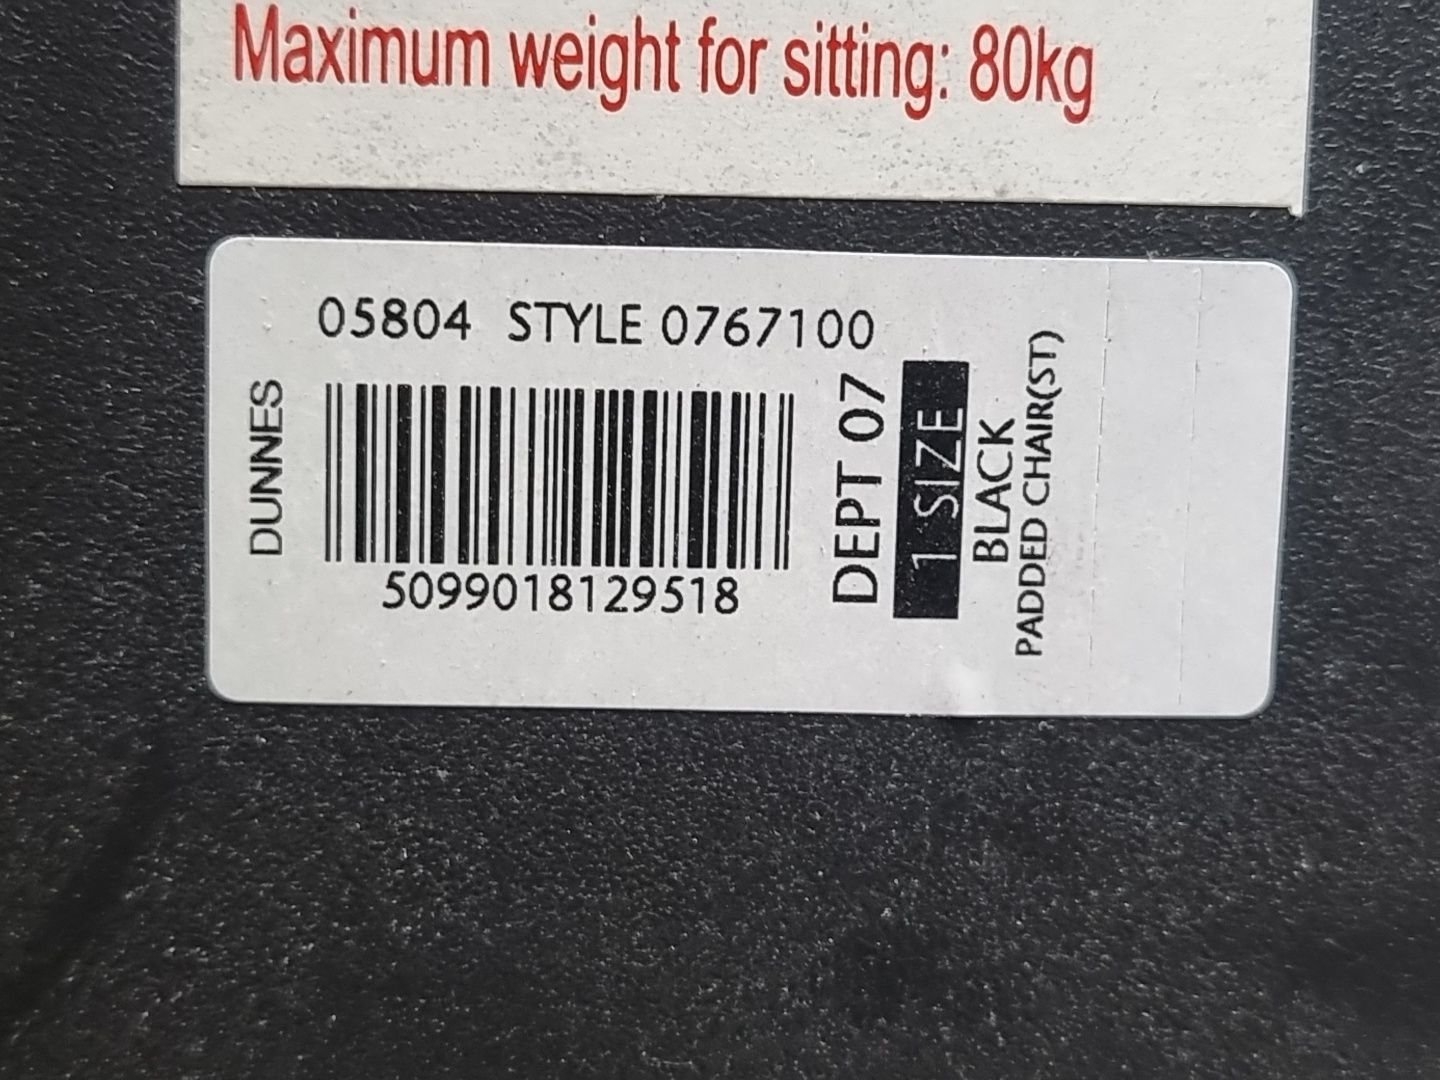 Maximum weight for sitting: 80kg
05804 STYLE 0767100
DUNNES
5099018129518
DEPT 07
1 SIZE
BLACK
PADDED CHAIR(ST)